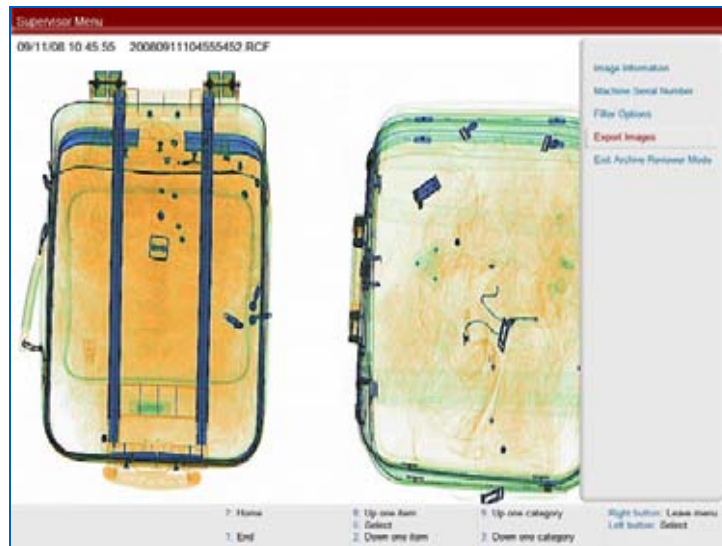 Supervisor Menu
09/11/08 10:45:55 20080911104555452.RCF
Image Information
Machine Serial Number
Filter Options
Export Images
Exit Archive Reviewer Mode
7: Home 8: Up one item 9: Up one category Right button: Leave menu
5: Select Left button: Select
1: End 2: Down one item 3: Down one category